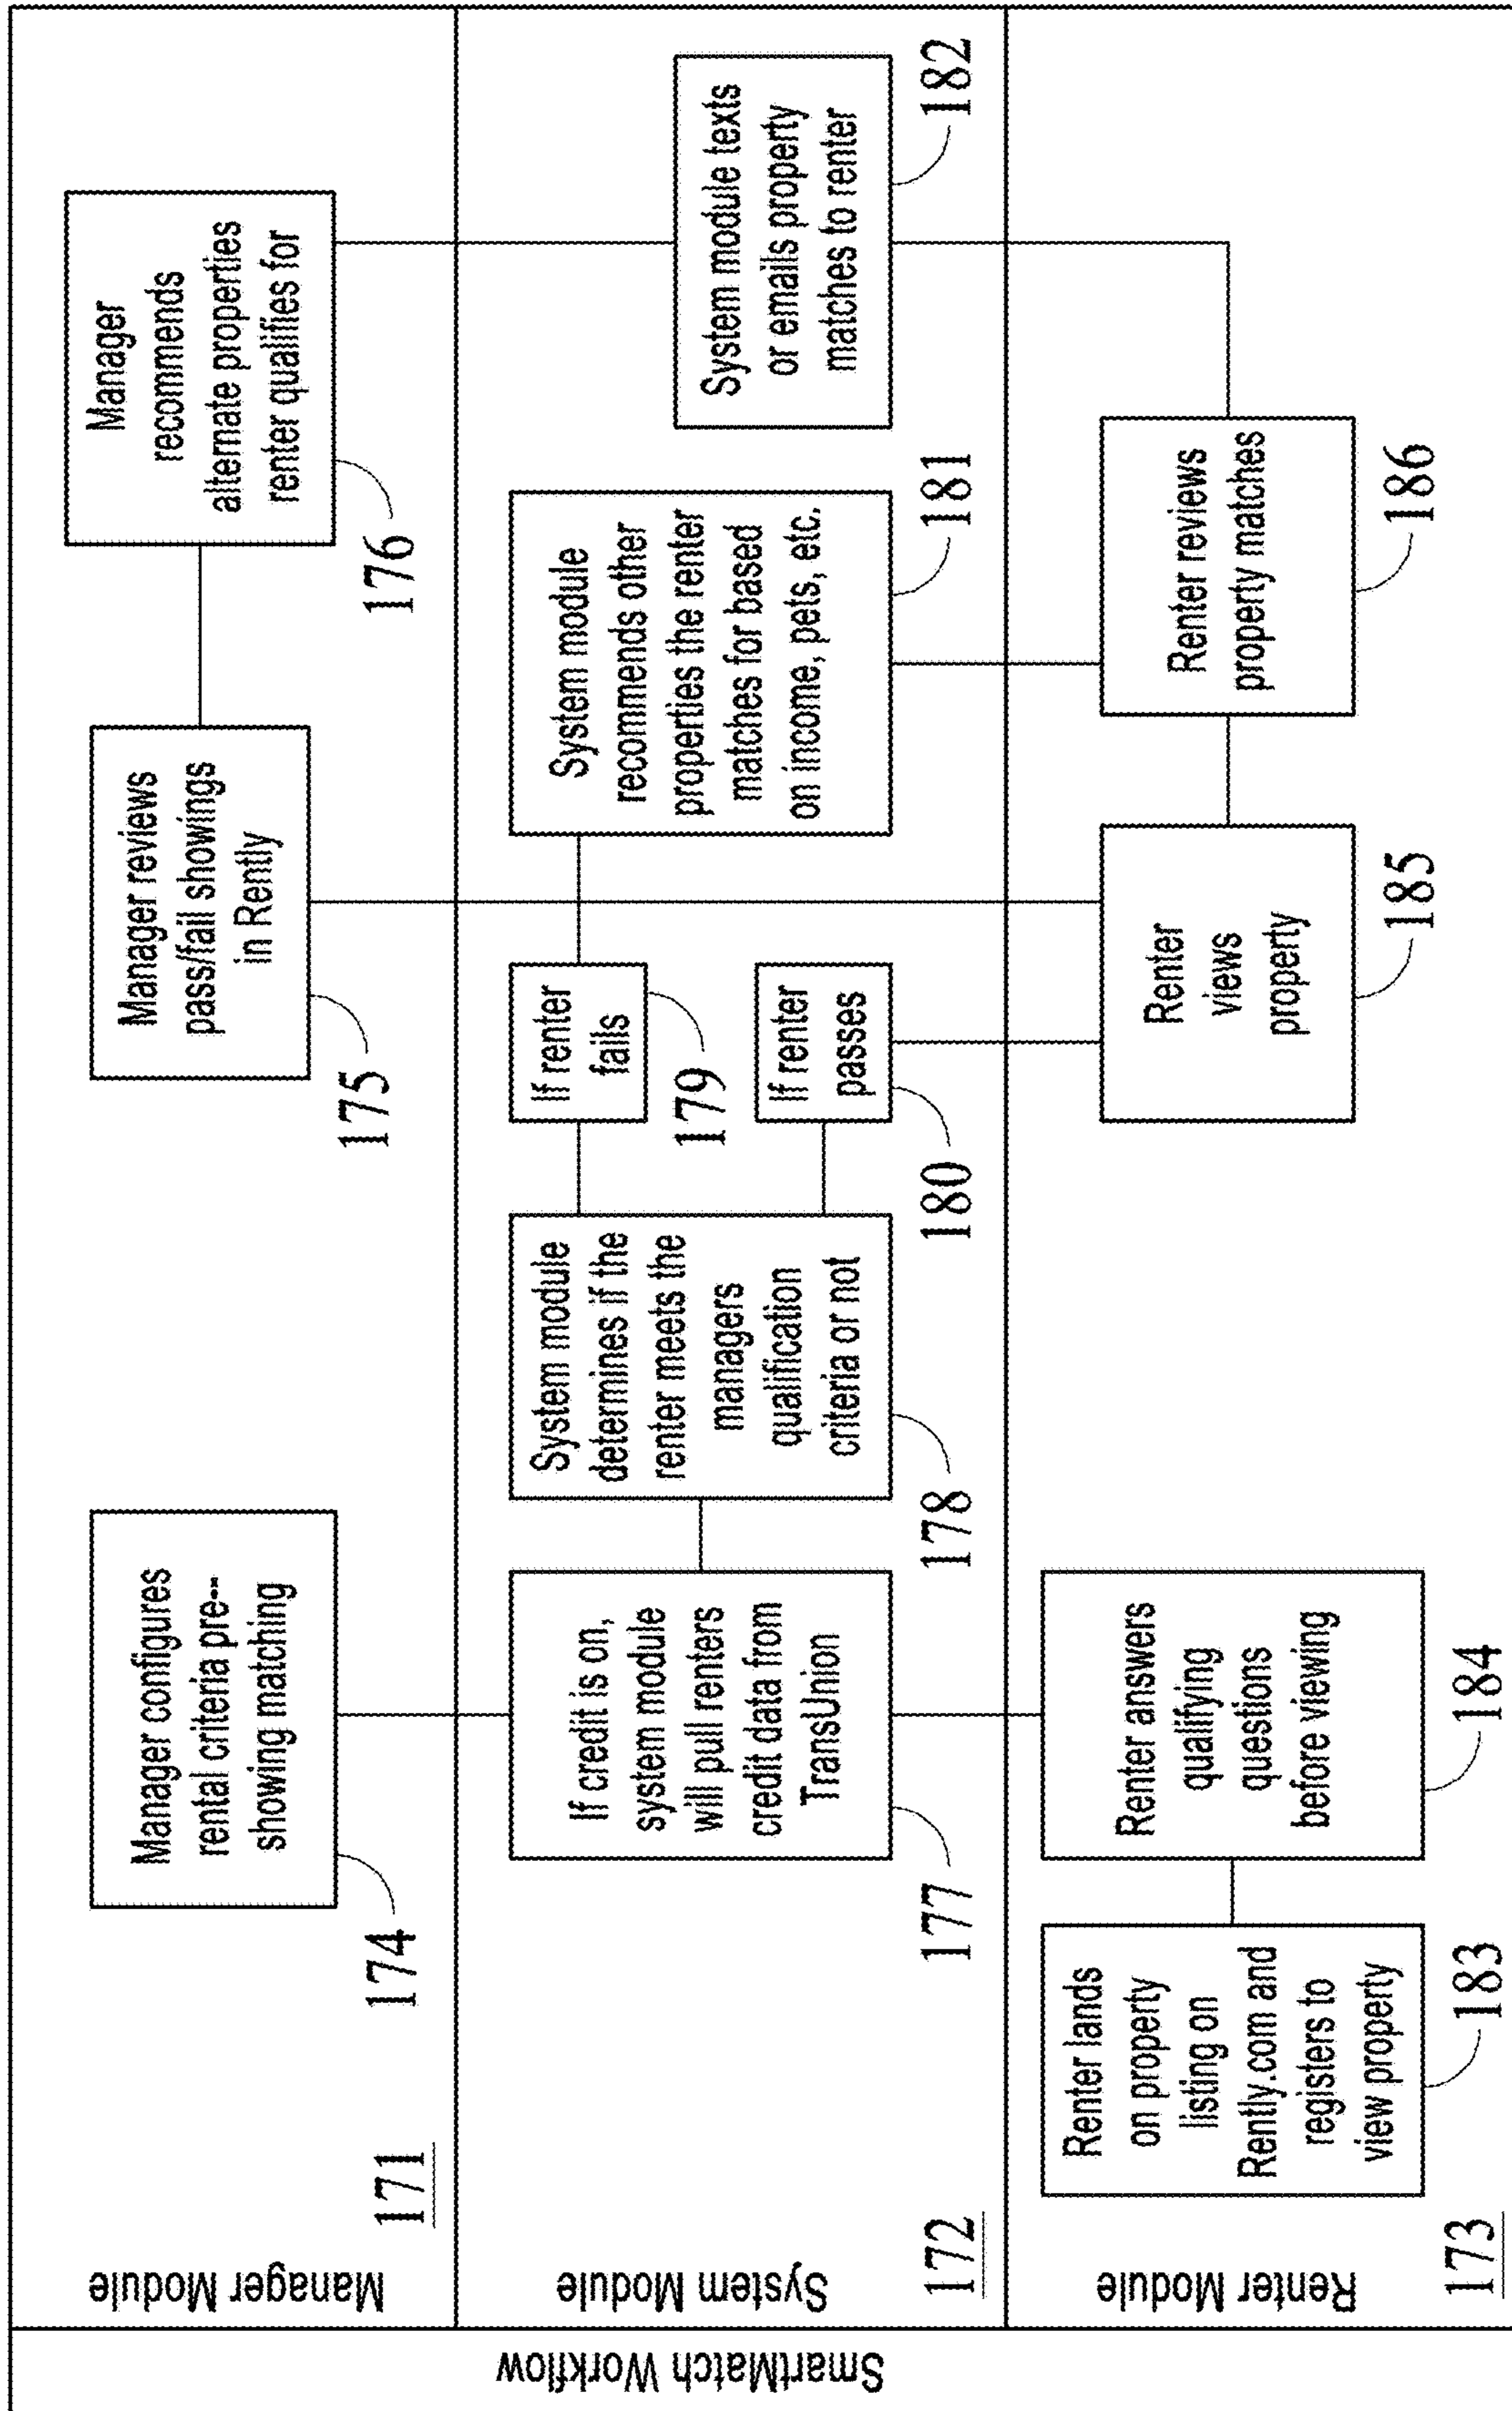 SmartMatch Workflow
Manager Module
171
Manager configures
rental criteria pre--
showing matching
174
Manager reviews
pass/fail showings
in Rently
175
Manager
recommends
alternate properties
renter qualifies for
176
System Module
172
If credit is on,
system module
will pull renters
credit data from
TransUnion
177
System module
determines if the
renter meets the
managers
qualification
criteria or not
178
If renter
fails
179
If renter
passes
180
System module
recommends other
properties the renter
matches for based
on income, pets, etc.
181
System module texts
or emails property
matches to renter
182
Renter Module
173
Renter lands
on property
listing on
Rently.com and
registers to
view property
183
Renter answers
qualifying
questions
before viewing
184
Renter
views
property
185
Renter reviews
property matches
186